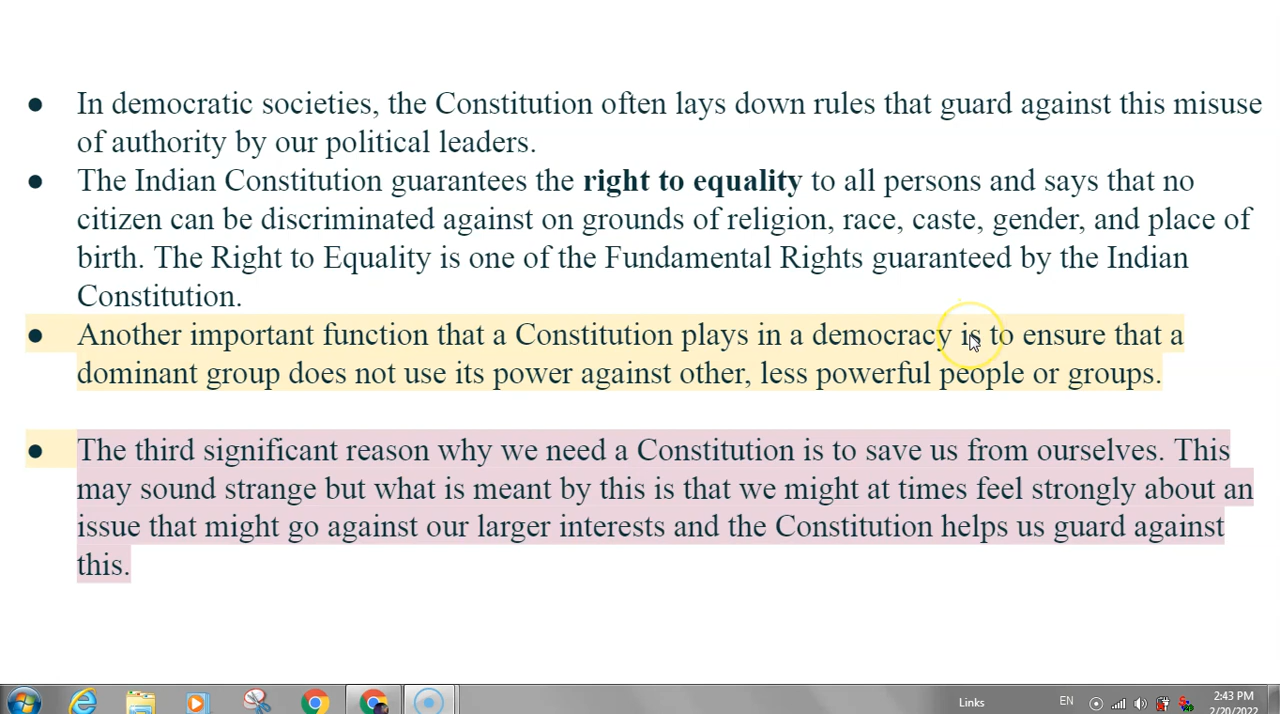 ● In democratic societies, the Constitution often lays down rules that guard against this misuse
of authority by our political leaders.
● The Indian Constitution guarantees the right to equality to all persons and says that no
citizen can be discriminated against on grounds of religion, race, caste, gender, and place of
birth. The Right to Equality is one of the Fundamental Rights guaranteed by the Indian
Constitution.
● Another important function that a Constitution plays in a democracy is to ensure that a
dominant group does not use its power against other, less powerful people or groups.
● The third significant reason why we need a Constitution is to save us from ourselves. This
may sound strange but what is meant by this is that we might at times feel strongly about an
issue that might go against our larger interests and the Constitution helps us guard against
this.
Links EN 2:43 PM
2/20/2022